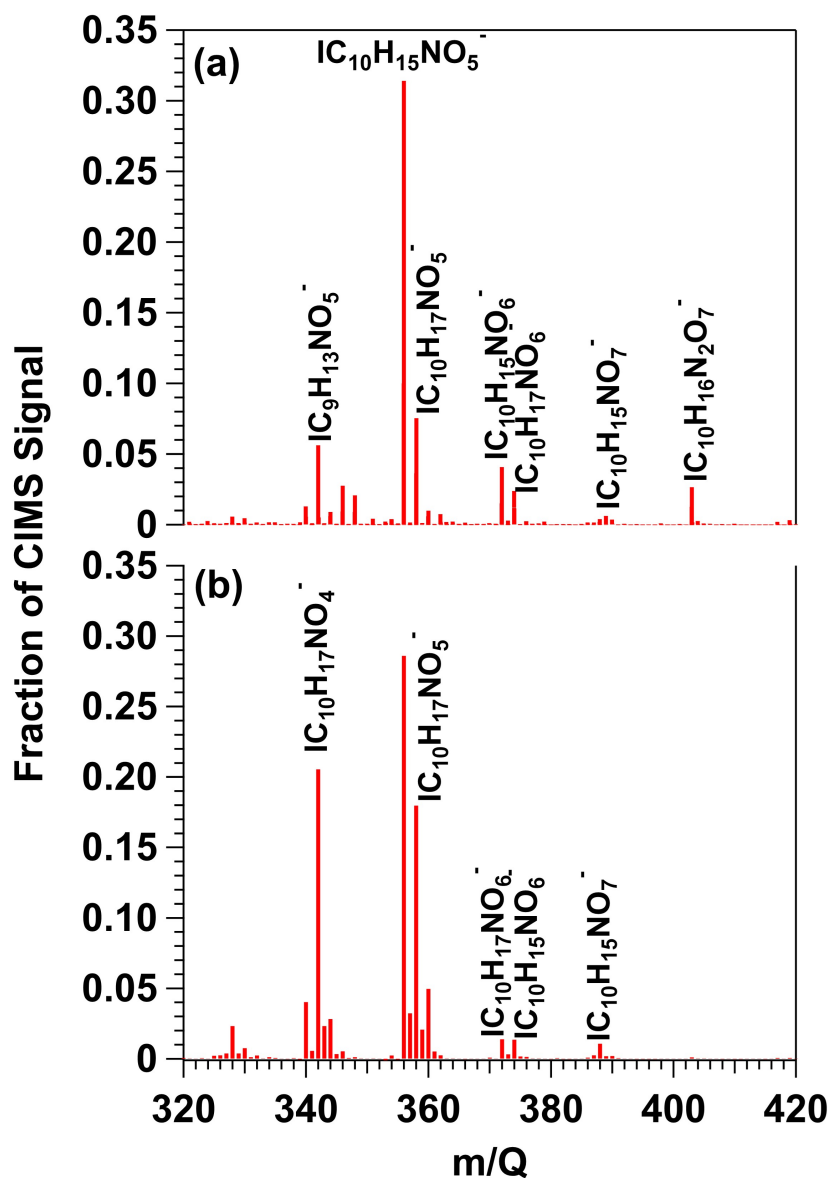 Fraction of CIMS Signal
(a)
0.35
0.30
0.25
0.20
0.15
0.10
0.05
0
IC₉H₁₃NO₅⁻
IC₁₀H₁₅NO₅⁻
IC₁₀H₁₇NO₅⁻
IC₁₀H₁₅NO₆⁻
IC₁₀H₁₇NO₆⁻
IC₁₀H₁₅NO₇⁻
IC₁₀H₁₆N₂O₇⁻
(b)
0.35
0.30
0.25
0.20
0.15
0.10
0.05
0
IC₁₀H₁₇NO₄⁻
IC₁₀H₁₇NO₅⁻
IC₁₀H₁₇NO₆⁻
IC₁₀H₁₅NO₆⁻
IC₁₀H₁₅NO₇⁻
320 340 360 380 400 420
m/Q